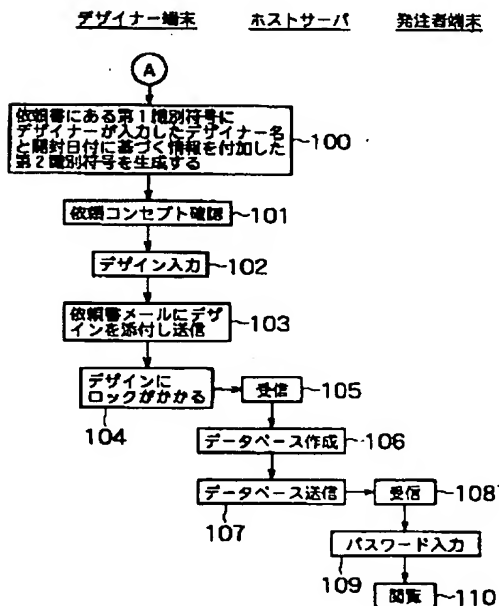 デザイナー端末 ホストサーバ 発注者端末
A
依頼書にある第1識別符号に
デザイナーが入力したデザイナー名
と開封日付に基づく情報を付加した
第2識別符号を生成する
100
依頼コンセプト確認
101
デザイン入力
102
依頼書メールにデザ
インを添付し送信
103
デザインに
ロックがかかる
104
受信
105
データベース作成
106
データベース送信
107
受信
108
パスワード入力
109
閲覧
110